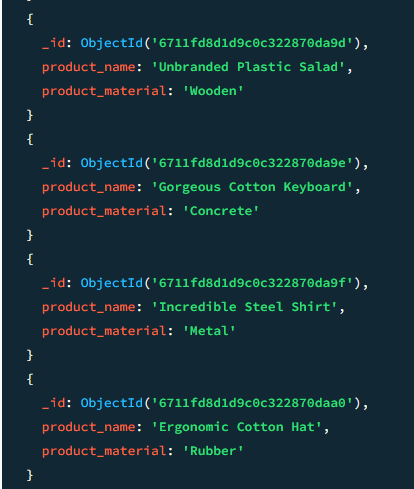 {
_id: ObjectId('6711fd8d1d9c0c322870da9d'),
product_name: 'Unbranded Plastic Salad',
product_material: 'Wooden'
}
{
_id: ObjectId('6711fd8d1d9c0c322870da9e'),
product_name: 'Gorgeous Cotton Keyboard',
product_material: 'Concrete'
}
{
_id: ObjectId('6711fd8d1d9c0c322870da9f'),
product_name: 'Incredible Steel Shirt',
product_material: 'Metal'
}
{
_id: ObjectId('6711fd8d1d9c0c322870daa0'),
product_name: 'Ergonomic Cotton Hat',
product_material: 'Rubber'
}